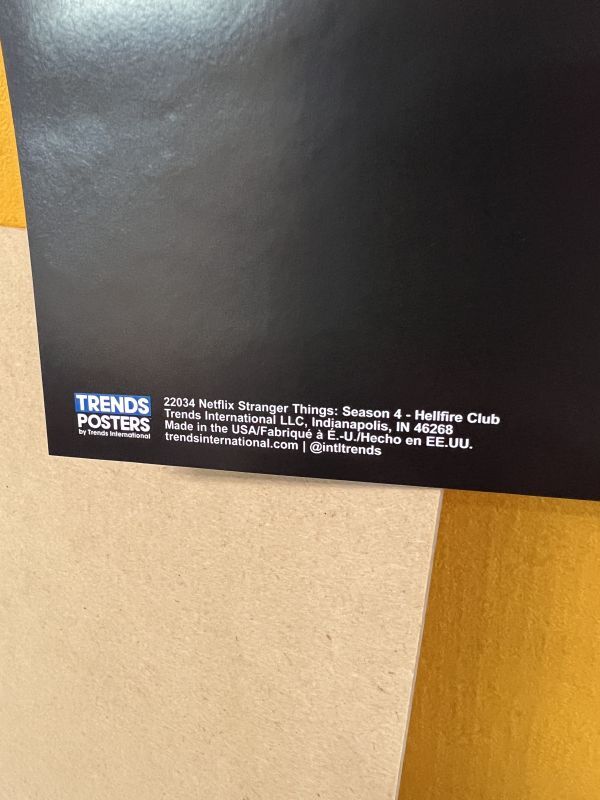 TRENDS
POSTERS
by Trends International
22034 Netflix Stranger Things: Season 4 - Hellfire Club
Trends International LLC, Indianapolis, IN 46268
Made in the USA/Fabriqué à É.-U./Hecho en EE.UU.
trendsinternational.com | @intltrends